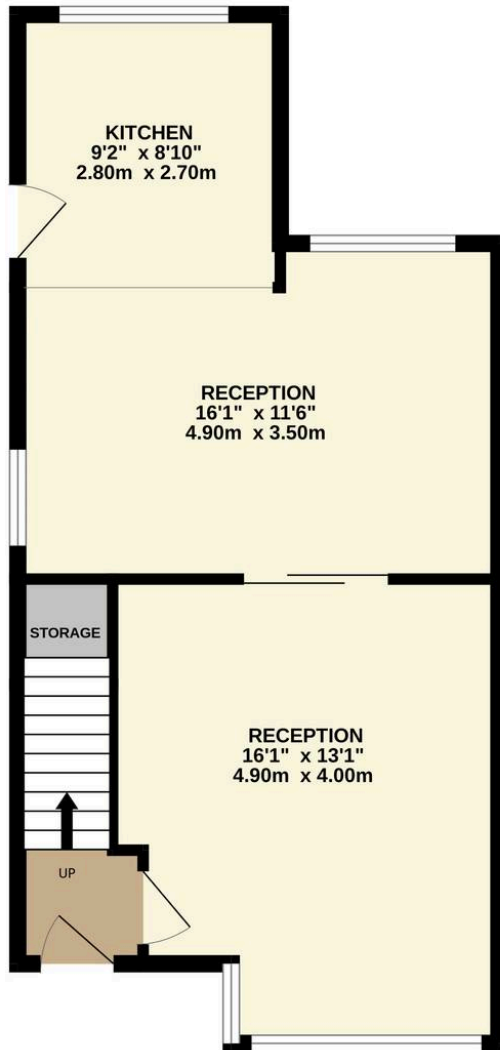 KITCHEN
9'2" x 8'10"
2.80m x 2.70m
RECEPTION
16'1" x 11'6"
4.90m x 3.50m
STORAGE
RECEPTION
16'1" x 13'1"
4.90m x 4.00m
UP